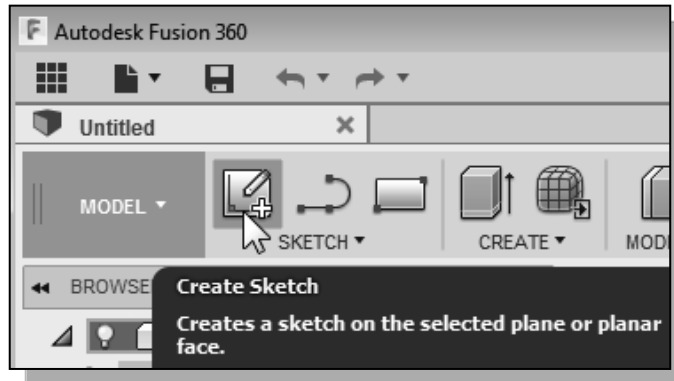 F Autodesk Fusion 360
Untitled
MODEL
SKETCH CREATE MODI
BROWSE Create Sketch
Creates a sketch on the selected plane or planar
face.